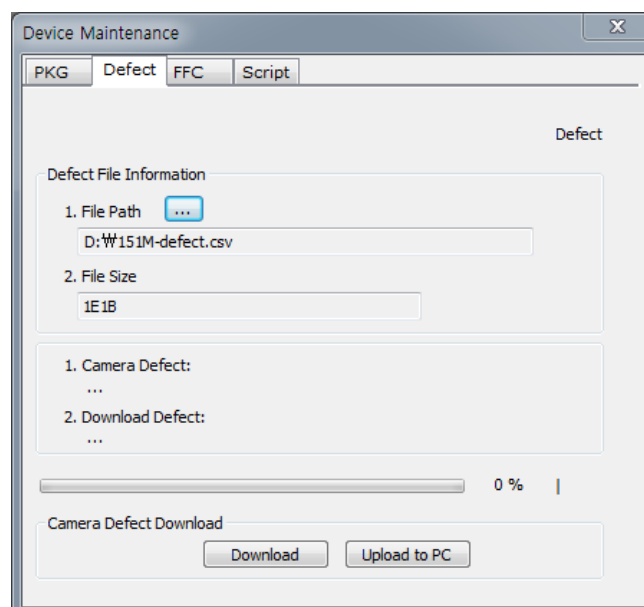 Device Maintenance
PKG Defect FFC Script
Defect
Defect File Information
1. File Path ...
D:₩151M-defect.csv
2. File Size
1E1B
1. Camera Defect:
...
2. Download Defect:
...
0 %
Camera Defect Download
Download Upload to PC